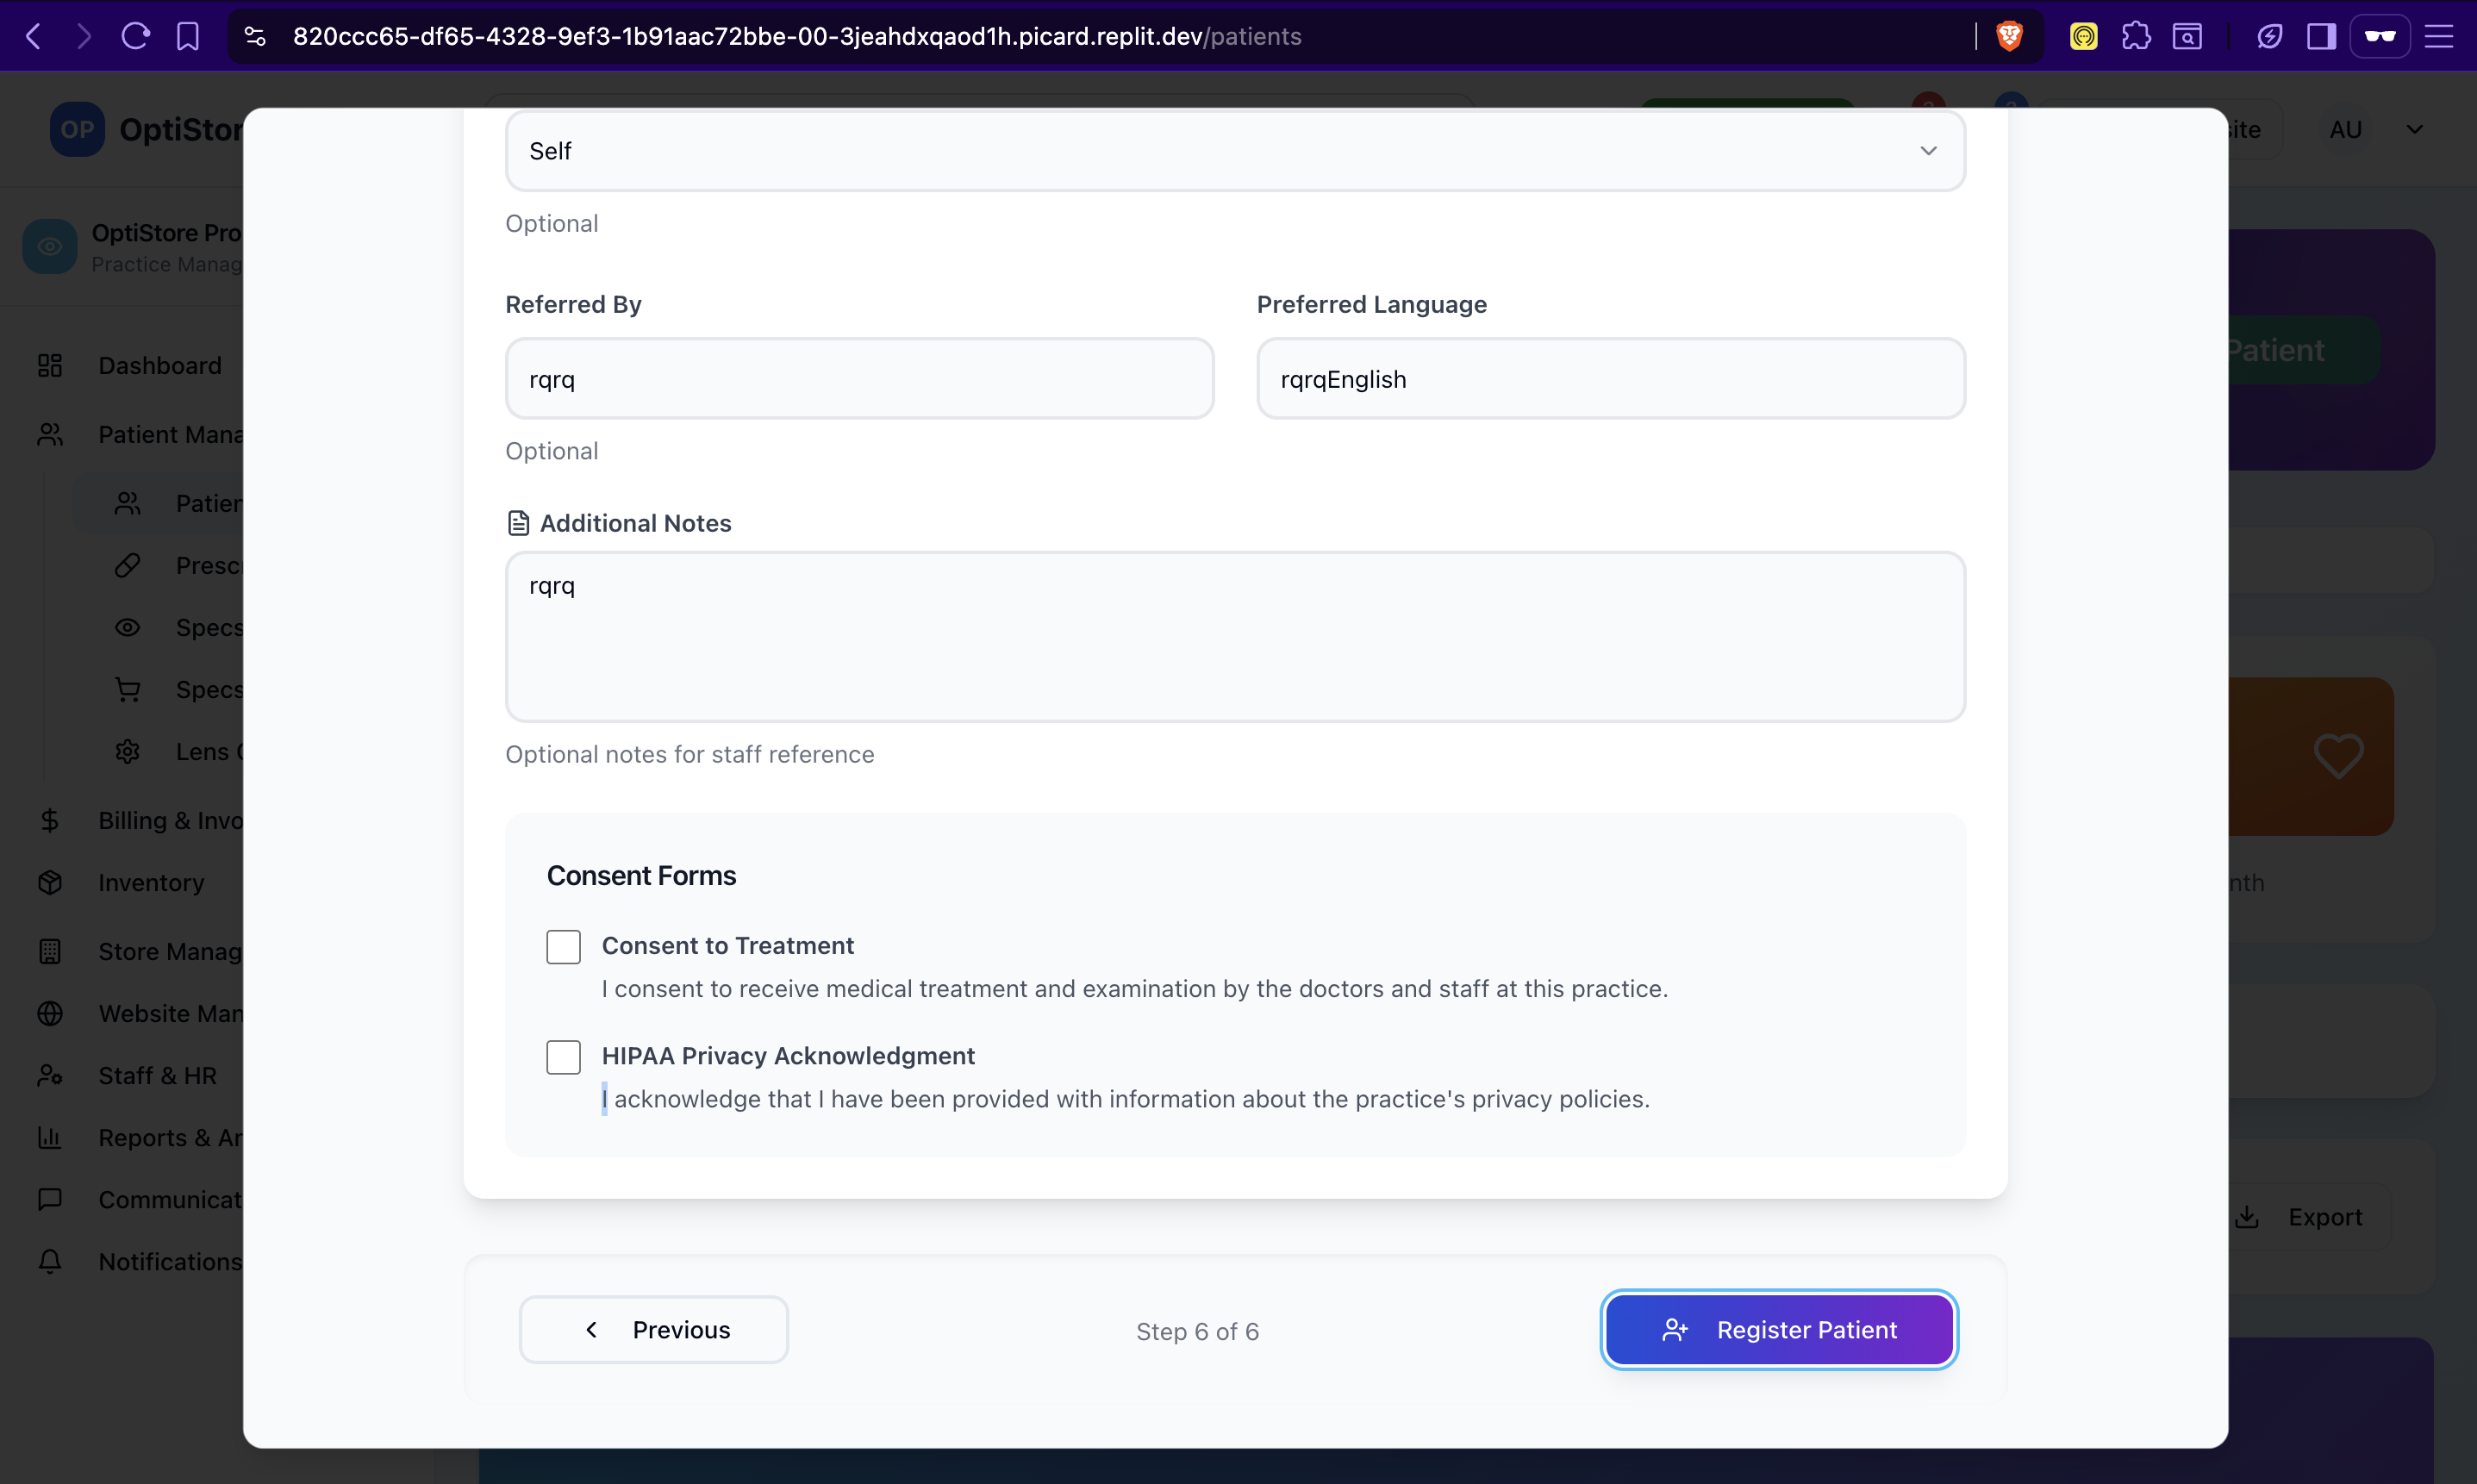 820ccc65-df65-4328-9ef3-1b91aac72bbe-00-3jeahdxqaod1h.picard.replit.dev/patients
OP OptiStor
AU
OptiStore Pro
Practice Manag
Dashboard
Patient Mana
Patien
Presc
Specs
Specs
Lens
Billing & Invo
Inventory
Store Manag
Website Man
Staff & HR
Reports & An
Communicat
Notifications
Self
Optional
Referred By
Preferred Language
rqrq
rqrqEnglish
Optional
Additional Notes
rqrq
Optional notes for staff reference
Consent Forms
Consent to Treatment
I consent to receive medical treatment and examination by the doctors and staff at this practice.
HIPAA Privacy Acknowledgment
I acknowledge that I have been provided with information about the practice's privacy policies.
Previous
Step 6 of 6
Register Patient
Patient
nth
Export